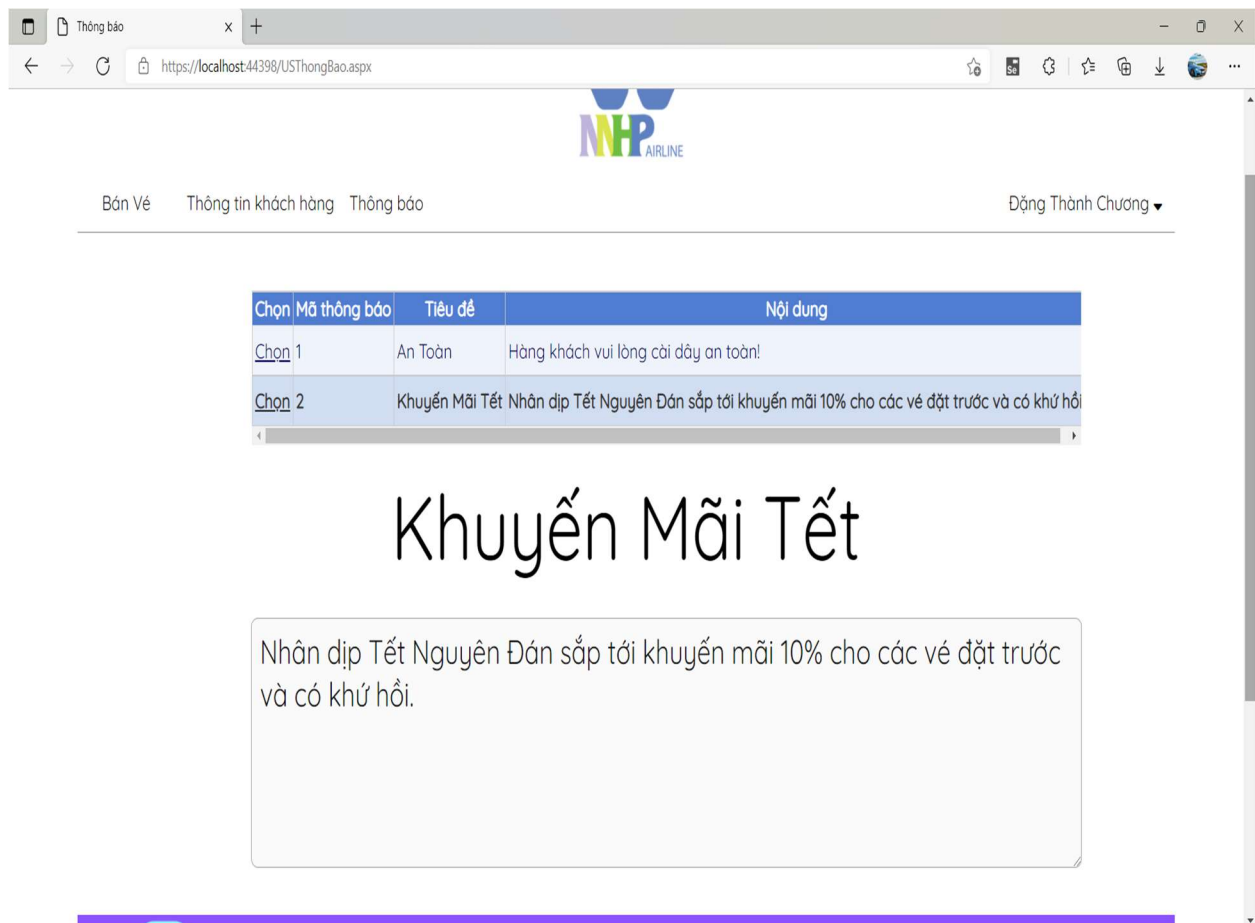 Thông báo
https://localhost:44398/USThongBao.aspx
NNHP AIRLINE
Bán Vé Thông tin khách hàng Thông báo Đặng Thành Chương
Chọn Mã thông báo Tiêu đề Nội dung
Chọn 1 An Toàn Hàng khách vui lòng cài dây an toàn!
Chọn 2 Khuyến Mãi Tết Nhân dịp Tết Nguyên Đán sắp tới khuyến mãi 10% cho các vé đặt trước và có khứ hồi
Khuyến Mãi Tết
Nhân dịp Tết Nguyên Đán sắp tới khuyến mãi 10% cho các vé đặt trước
và có khứ hồi.